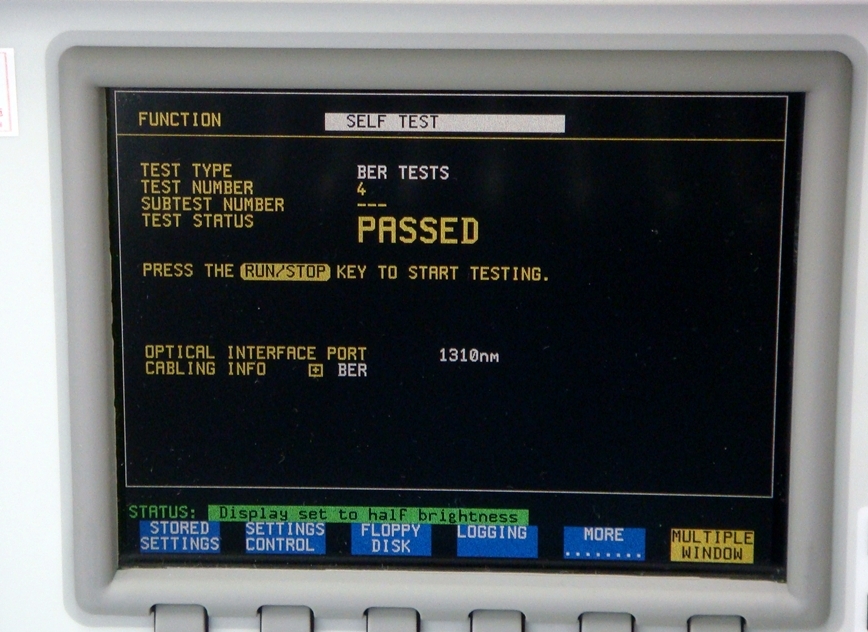 FUNCTION SELF TEST
TEST TYPE BER TESTS
TEST NUMBER 4
SUBTEST NUMBER ---
TEST STATUS PASSED
PRESS THE RUN/STOP KEY TO START TESTING.
OPTICAL INTERFACE PORT 1310nm
CABLING INFO + BER
STATUS: Display set to half brightness
STORED SETTINGS FLOPPY LOGGING MORE MULTIPLE
SETTINGS CONTROL DISK ........ WINDOW